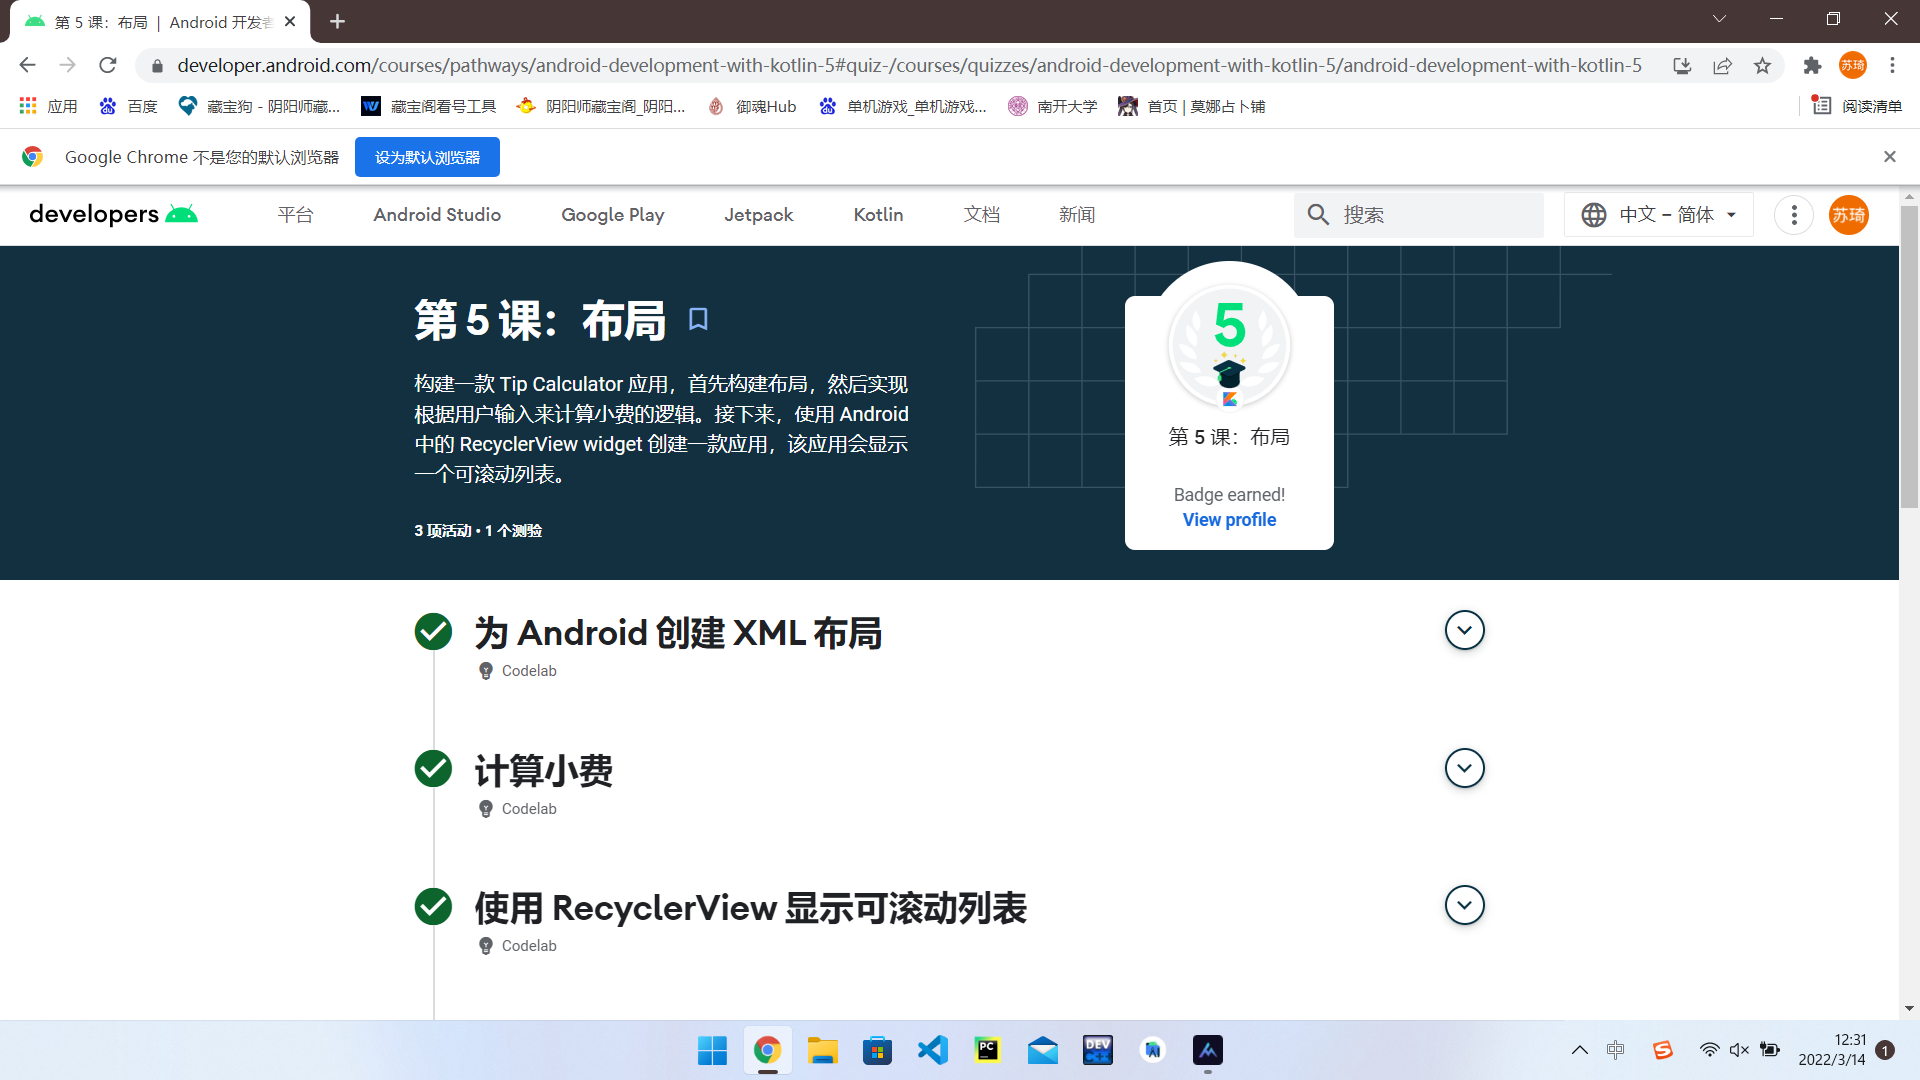 第 5 课：布局 | Android 开发者
developer.android.com/courses/pathways/android-development-with-kotlin-5#quiz-/courses/quizzes/android-development-with-kotlin-5/android-development-with-kotlin-5
苏琦
应用
百度
藏宝狗 - 阴阳师藏...
藏宝阁看号工具
阴阳师藏宝阁_阴阳...
御魂Hub
单机游戏_单机游戏...
南开大学
首页 | 莫娜占卜铺
阅读清单
Google Chrome 不是您的默认浏览器
设为默认浏览器
developers
平台
Android Studio
Google Play
Jetpack
Kotlin
文档
新闻
搜索
中文 – 简体
苏琦
第 5 课：布局
构建一款 Tip Calculator 应用，首先构建布局，然后实现
根据用户输入来计算小费的逻辑。接下来，使用 Android
中的 RecyclerView widget 创建一款应用，该应用会显示
一个可滚动列表。
3 项活动 • 1 个测验
5
第 5 课：布局
Badge earned!
View profile
为 Android 创建 XML 布局
Codelab
计算小费
Codelab
使用 RecyclerView 显示可滚动列表
Codelab
PC
DEV
C++
中
12:31
2022/3/14
1